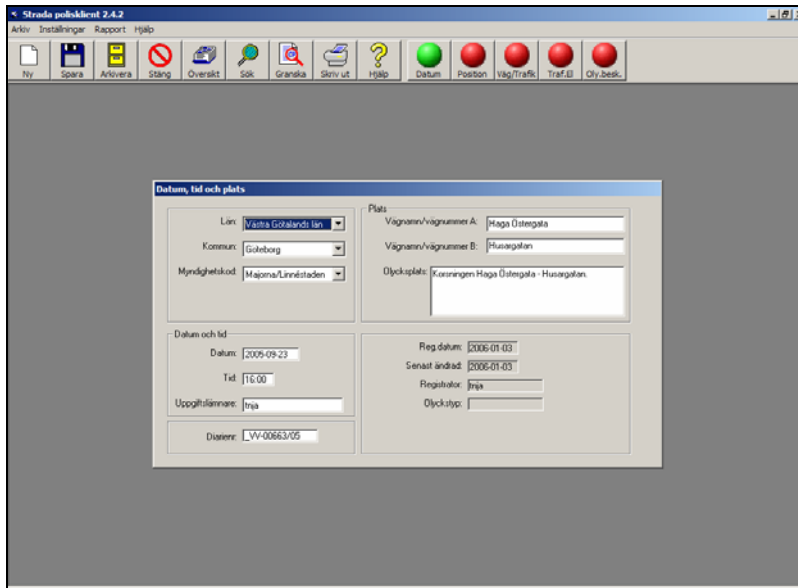 Strada polisklient 2.4.2
Arkiv Inställningar Rapport Hjälp
Ny Spara Arkivera Stäng Översikt Sök Granska Skriv ut Hjälp Datum Position Väg/Trafik Traf.El Oly.besk.
Datum, tid och plats
Län: Västra Götalands län
Kommun: Göteborg
Myndighetskod: Majorna/Linnéstaden
Plats
Vägnamn/vägnummer A: Haga Östergata
Vägnamn/vägnummer B: Husargatan
Olycksplats: Korsningen Haga Östergata - Husargatan.
Datum och tid
Datum: 2005-09-23
Tid: 16:00
Uppgiftslämnare: tnja
Diarienr: _VV-00663/05
Reg.datum: 2006-01-03
Senast ändrad: 2006-01-03
Registrator: tnja
Olyckstyp: